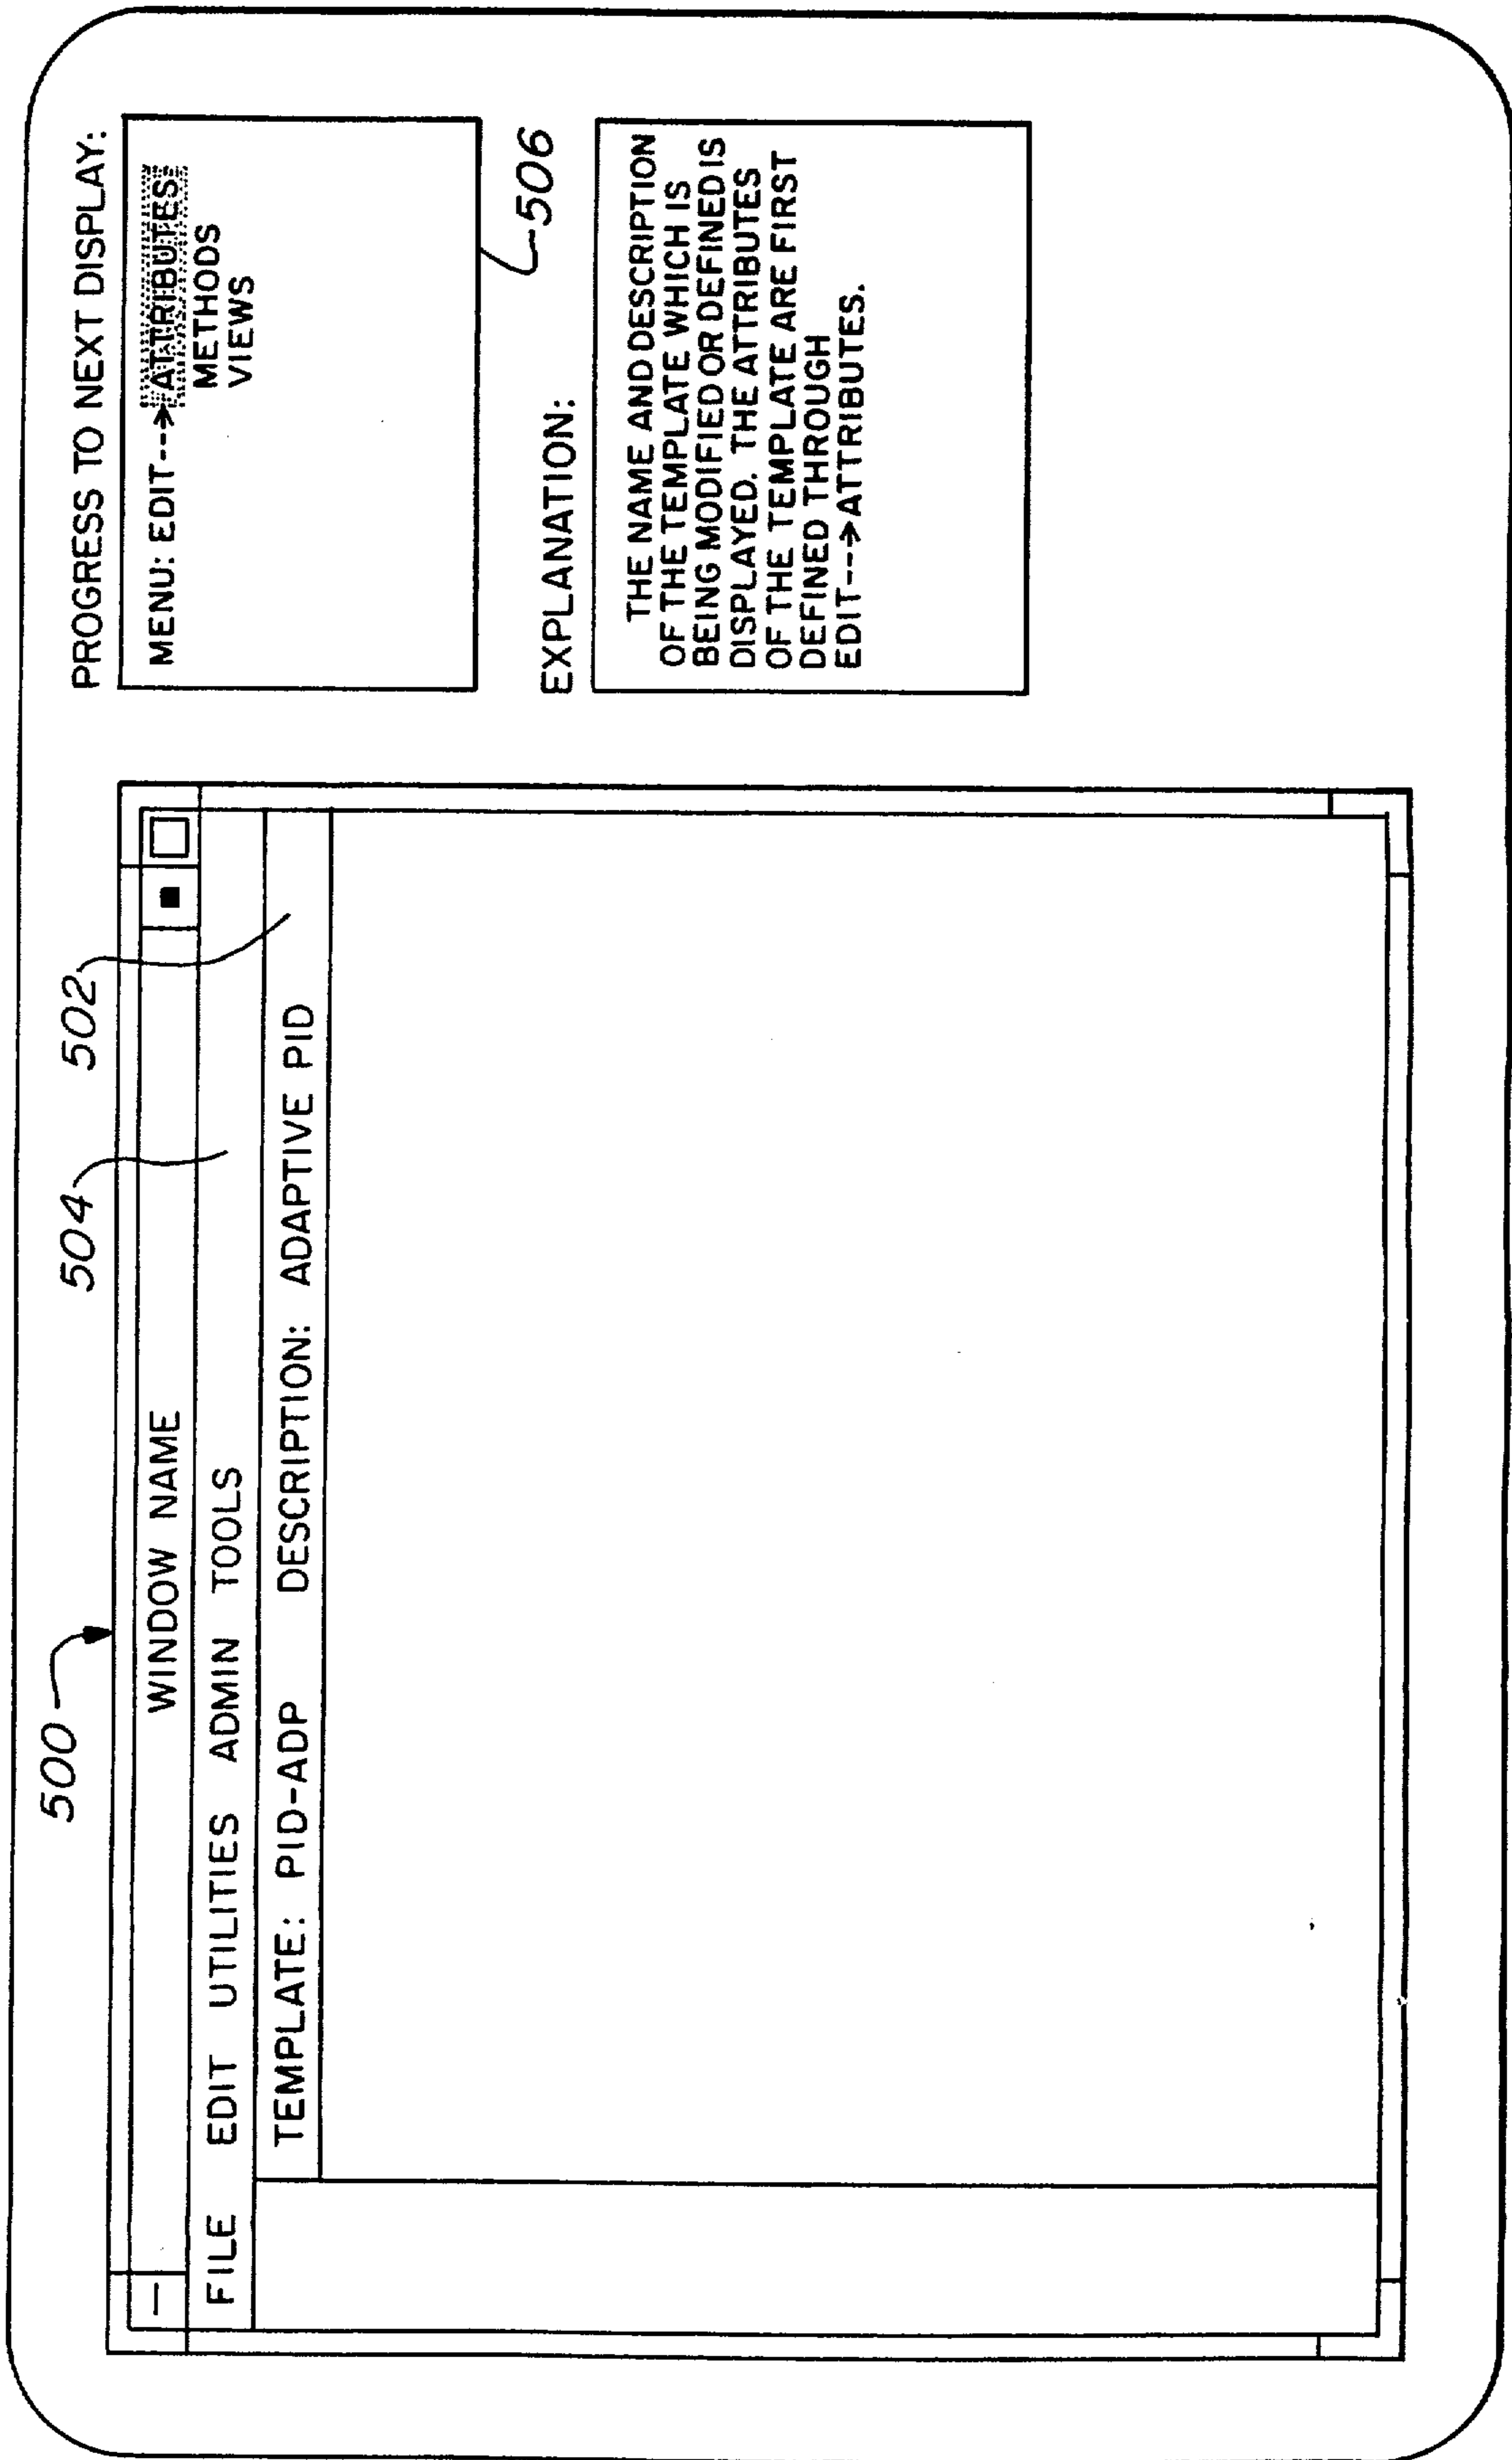 500
504
502
WINDOW NAME
FILE EDIT UTILITIES ADMIN TOOLS
TEMPLATE: PID-ADP DESCRIPTION: ADAPTIVE PID
PROGRESS TO NEXT DISPLAY:
MENU: EDIT-->ATTRIBUTES
METHODS
VIEWS
506
EXPLANATION:
THE NAME AND DESCRIPTION
OF THE TEMPLATE WHICH IS
BEING MODIFIED OR DEFINED IS
DISPLAYED. THE ATTRIBUTES
OF THE TEMPLATE ARE FIRST
DEFINED THROUGH
EDIT-->ATTRIBUTES.